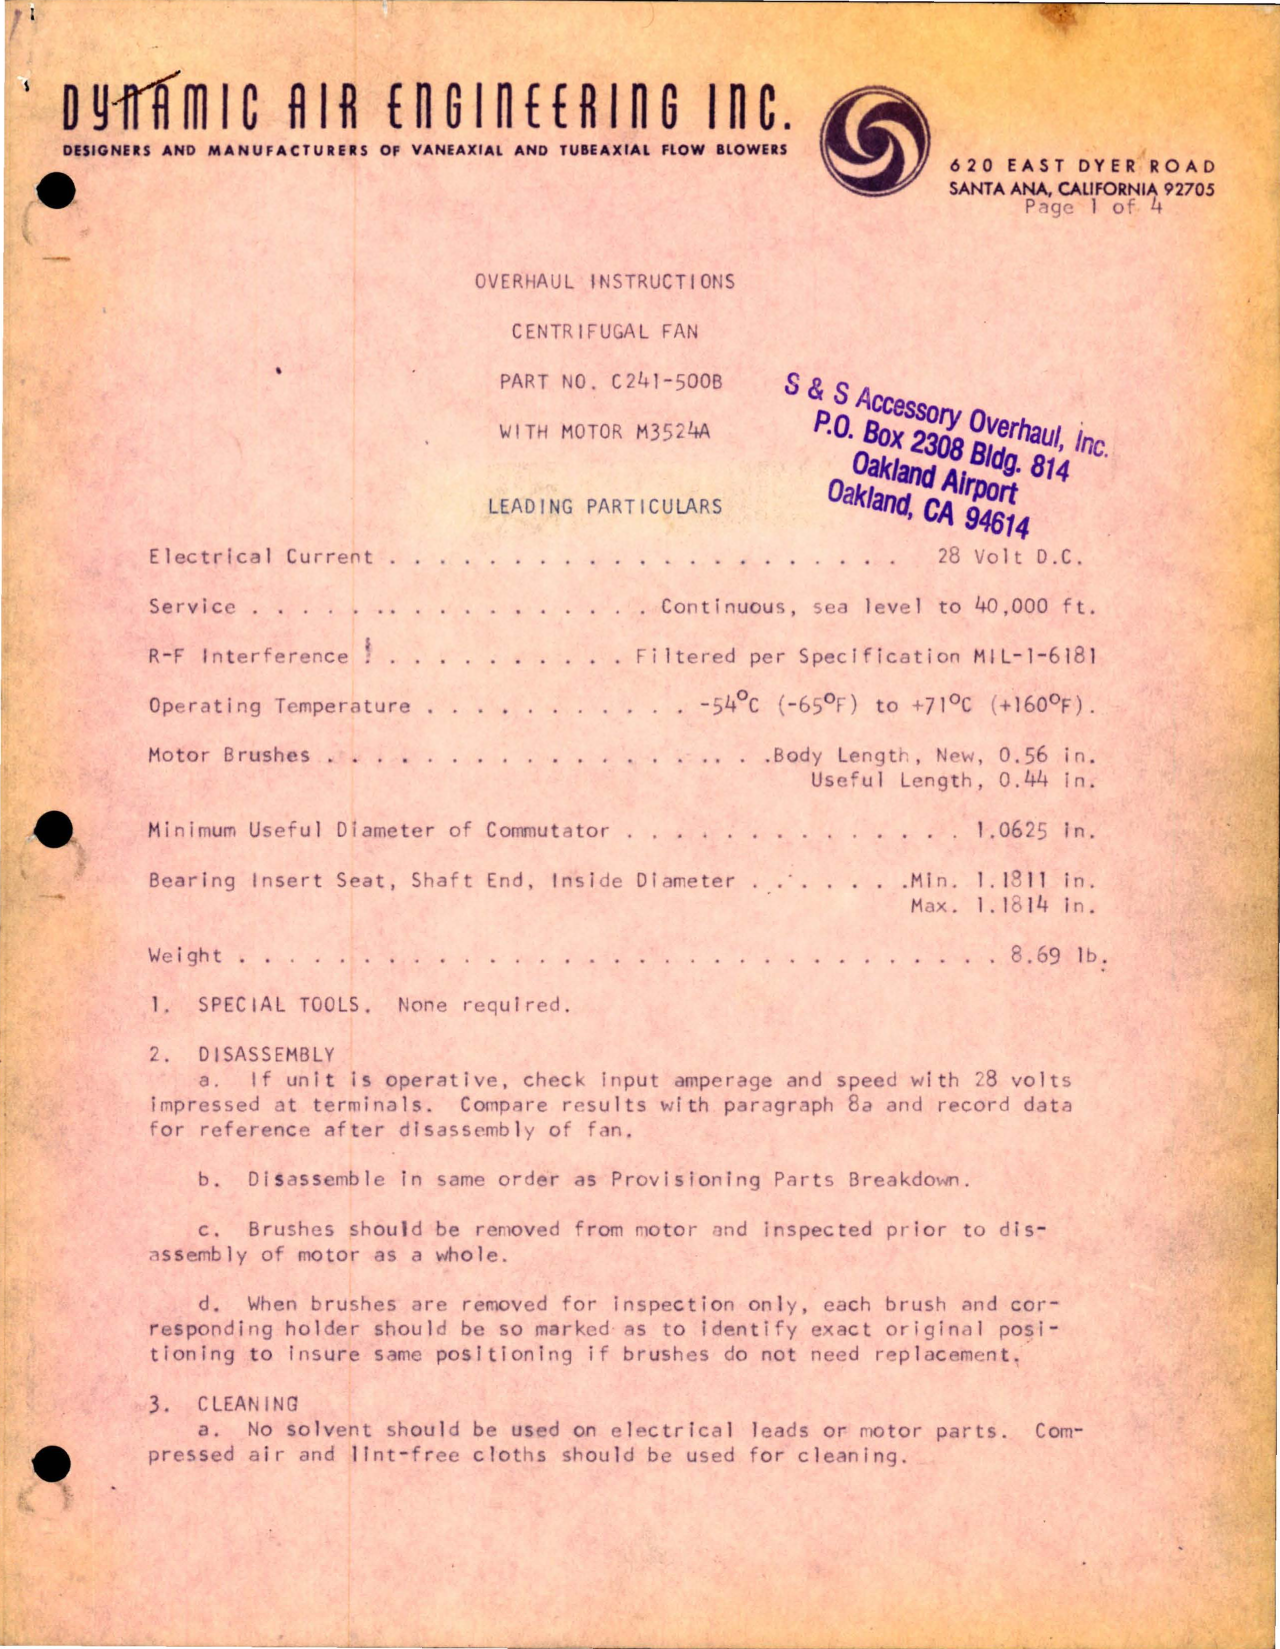 DYNAMIC AIR ENGINEERING INC.
DESIGNERS AND MANUFACTURERS OF VANEAXIAL AND TUBEAXIAL FLOW BLOWERS
620 EAST DYER ROAD
SANTA ANA, CALIFORNIA 92705
Page 1 of 4
OVERHAUL INSTRUCTIONS
CENTRIFUGAL FAN
PART NO. C241-500B
WITH MOTOR M3524A
S & S Accessory Overhaul, Inc.
P.O. Box 2308 Bldg. 814
Oakland Airport
Oakland, CA 94614
LEADING PARTICULARS
Electrical Current . . . . . . . . . . . . . . . . . . . . . 28 Volt D.C.
Service . . . . . . . . . . . . . . . . . Continuous, sea level to 40,000 ft.
R-F Interference . . . . . . . . . . . . Filtered per Specification MIL-I-6181
Operating Temperature . . . . . . . . . . . -54°C (-65°F) to +71°C (+160°F).
Motor Brushes . . . . . . . . . . . . . . . . . . .Body Length, New, 0.56 in.
Useful Length, 0.44 in.
Minimum Useful Diameter of Commutator . . . . . . . . . . . . . . 1.0625 in.
Bearing Insert Seat, Shaft End, Inside Diameter . . . . . . .Min. 1.1811 in.
Max. 1.1814 in.
Weight . . . . . . . . . . . . . . . . . . . . . . . . . . . . . . . 8.69 lb.
1. SPECIAL TOOLS. None required.
2. DISASSEMBLY
a. If unit is operative, check input amperage and speed with 28 volts
impressed at terminals. Compare results with paragraph 8a and record data
for reference after disassembly of fan.
b. Disassemble in same order as Provisioning Parts Breakdown.
c. Brushes should be removed from motor and inspected prior to dis-
assembly of motor as a whole.
d. When brushes are removed for inspection only, each brush and cor-
responding holder should be so marked as to identify exact original posi-
tioning to insure same positioning if brushes do not need replacement.
3. CLEANING
a. No solvent should be used on electrical leads or motor parts. Com-
pressed air and lint-free cloths should be used for cleaning.